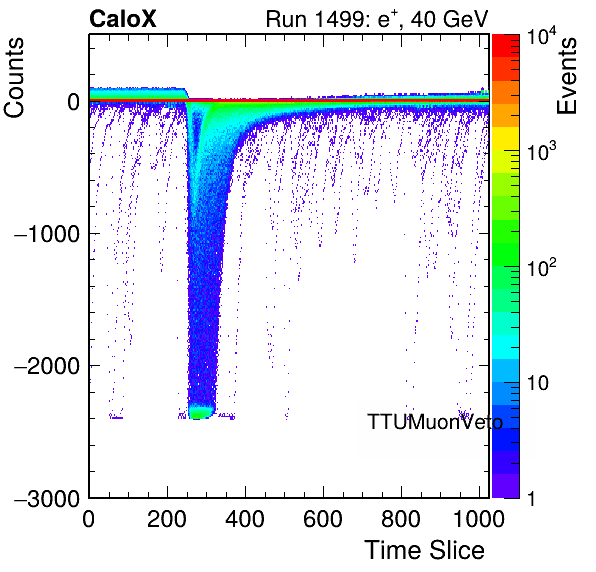 CaloX Run 1499: e+, 40 GeV
Counts
Events
0
−1000
−2000
−3000
0 200 400 600 800 1000
Time Slice
10^4
10^3
10^2
10
1
TTUMuonVeto